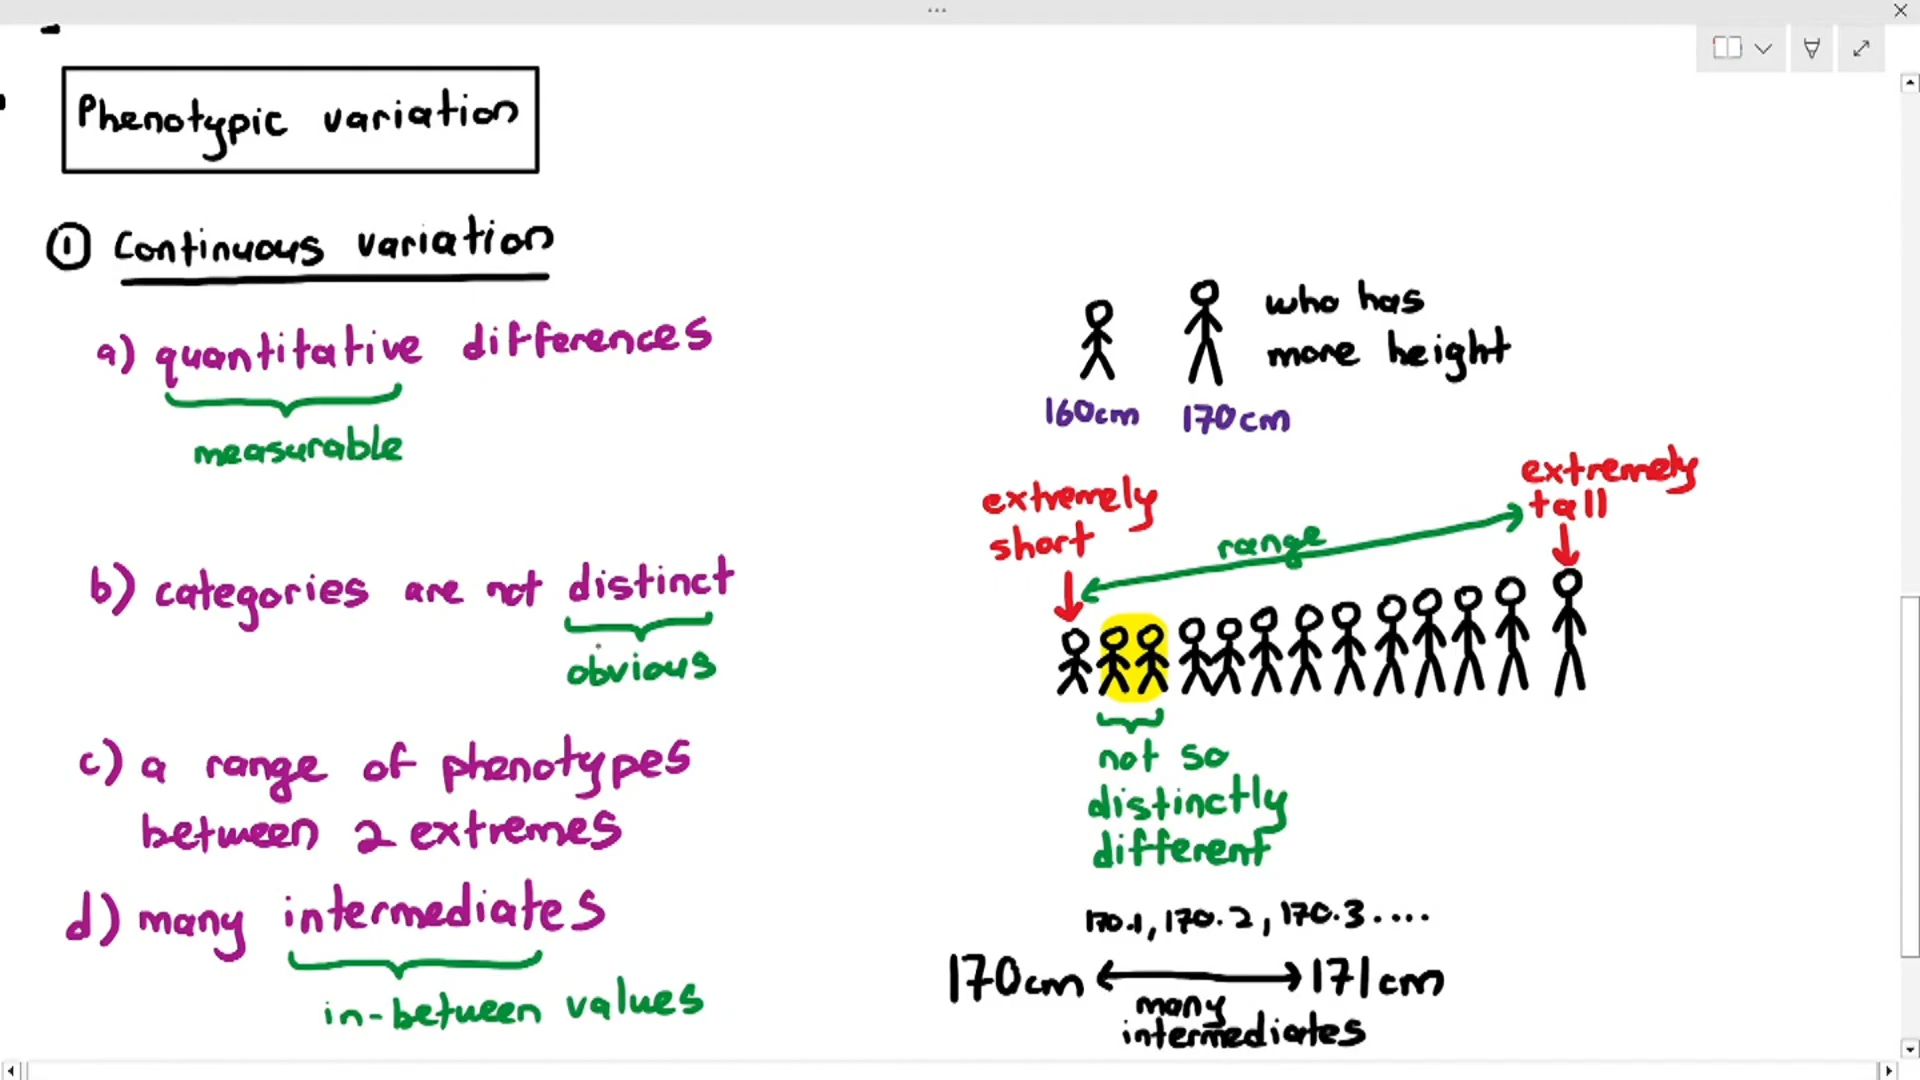 Phenotypic variation
① Continuous variation
a) quantitative differences
measurable
b) categories are not distinct
obvious
c) a range of phenotypes
between 2 extremes
d) many intermediates
in-between values
who has
more height
160cm
170cm
extremely
short
range
extremely
tall
not so
distinctly
different
170.1, 170.2, 170.3....
170cm ↔ 171cm
many
intermediates